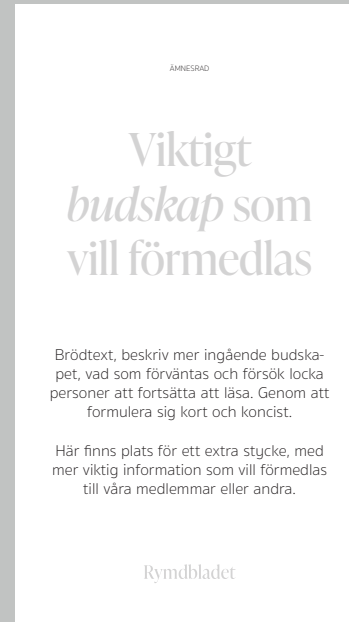 ÄMNESRAD
Viktigt
budskap som
vill förmedlas
Brödtext, beskriv mer ingående budska-
pet, vad som förväntas och försök locka
personer att fortsätta att läsa. Genom att
formulera sig kort och koncist.
Här finns plats för ett extra stycke, med
mer viktig information som vill förmedlas
till våra medlemmar eller andra.
Rymdbladet